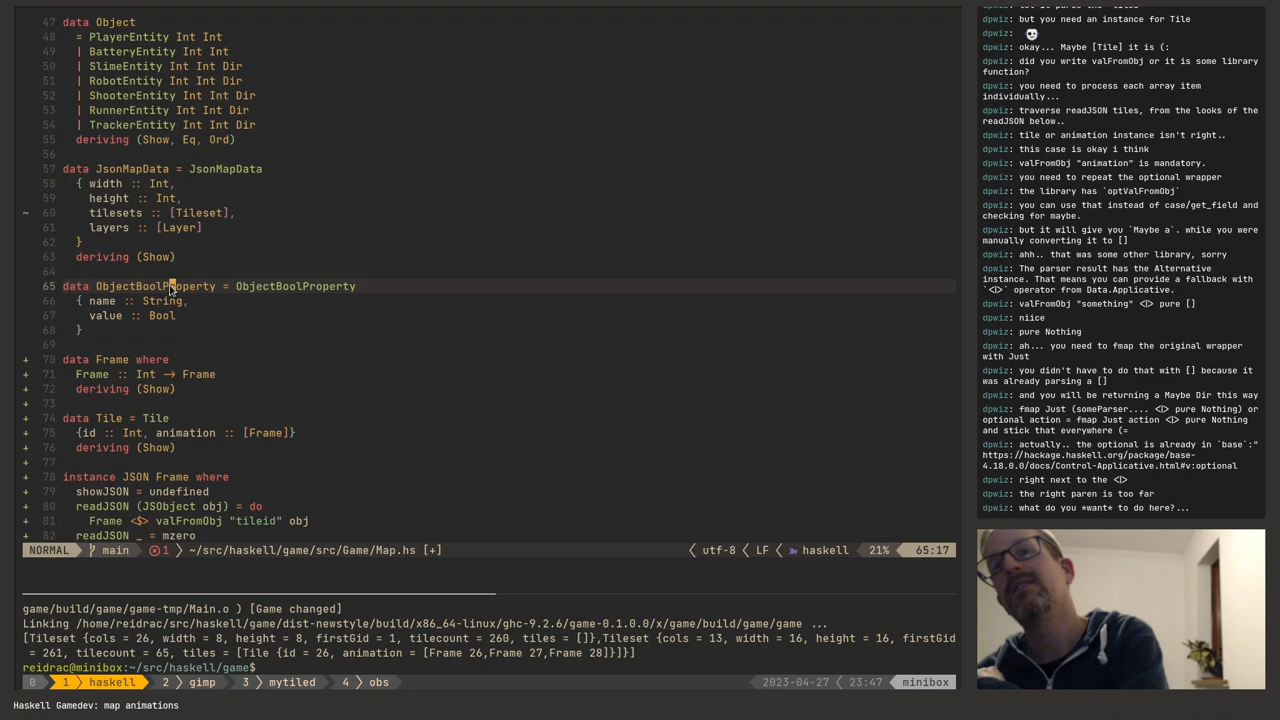 47 data Object
48   = PlayerEntity Int Int
49   | BatteryEntity Int Int
50   | SlimeEntity Int Int Dir
51   | RobotEntity Int Int Dir
52   | ShooterEntity Int Int Dir
53   | RunnerEntity Int Int Dir
54   | TrackerEntity Int Int Dir
55   deriving (Show, Eq, Ord)
56
57 data JsonMapData = JsonMapData
58   { width :: Int,
59     height :: Int,
~ 60     tilesets :: [Tileset],
61     layers :: [Layer]
62   }
63   deriving (Show)
64
65 data ObjectBoolProperty = ObjectBoolProperty
66   { name :: String,
67     value :: Bool
68   }
69
+ 70 data Frame where
+ 71   Frame :: Int -> Frame
+ 72   deriving (Show)
+ 73
+ 74 data Tile = Tile
+ 75   {id :: Int, animation :: [Frame]}
+ 76   deriving (Show)
+ 77
+ 78 instance JSON Frame where
+ 79   showJSON = undefined
+ 80   readJSON (JSObject obj) = do
+ 81     Frame <$> valFromObj "tileid" obj
+ 82   readJSON _ = mzero
NORMAL main 1 ~/src/haskell/game/src/Game/Map.hs [+] utf-8 < LF < haskell 21% 65:17
game/build/game/game-tmp/Main.o ) [Game changed]
Linking /home/reidrac/src/haskell/game/dist-newstyle/build/x86_64-linux/ghc-9.2.6/game-0.1.0.0/x/game/build/game/game ...
[Tileset {cols = 26, width = 8, height = 8, firstGid = 1, tilecount = 260, tiles = []},Tileset {cols = 13, width = 16, height = 16, firstGid
= 261, tilecount = 65, tiles = [Tile {id = 26, animation = [Frame 26,Frame 27,Frame 28]}]}]
reidrac@minibox:~/src/haskell/game$
0 1 > haskell 2 > gimp 3 > mytiled 4 > obs 2023-04-27 < 23:47 minibox
Haskell Gamedev: map animations
dpwiz: but you need an instance for Tile
dpwiz: 💀
dpwiz: okay... Maybe [Tile] it is (:
dpwiz: did you write valFromObj or it is some library
function?
dpwiz: you need to process each array item
individually...
dpwiz: traverse readJSON tiles, from the looks of the
readJSON below..
dpwiz: tile or animation instance isn't right..
dpwiz: this case is okay i think
dpwiz: valFromObj "animation" is mandatory.
dpwiz: you need to repeat the optional wrapper
dpwiz: the library has `optValFromObj`
dpwiz: you can use that instead of case/get_field and
checking for maybe.
dpwiz: but it will give you `Maybe a`. while you were
manually converting it to []
dpwiz: ahh.. that was some other library, sorry
dpwiz: The parser result has the Alternative
instance. That means you can provide a fallback with
`<|>` operator from Data.Applicative.
dpwiz: valFromObj "something" <|> pure []
dpwiz: niice
dpwiz: pure Nothing
dpwiz: ah... you need to fmap the original wrapper
with Just
dpwiz: you didn't have to do that with [] because it
was already parsing a []
dpwiz: and you will be returning a Maybe Dir this way
dpwiz: fmap Just (someParser.... <|> pure Nothing) or
optional action = fmap Just action <|> pure Nothing
and stick that everywhere (=
dpwiz: actually.. the optional is already in `base`:"
https://hackage.haskell.org/package/base-
4.18.0.0/docs/Control-Applicative.html#v:optional
dpwiz: right next to the <|>
dpwiz: the right paren is too far
dpwiz: what do you *want* to do here?...